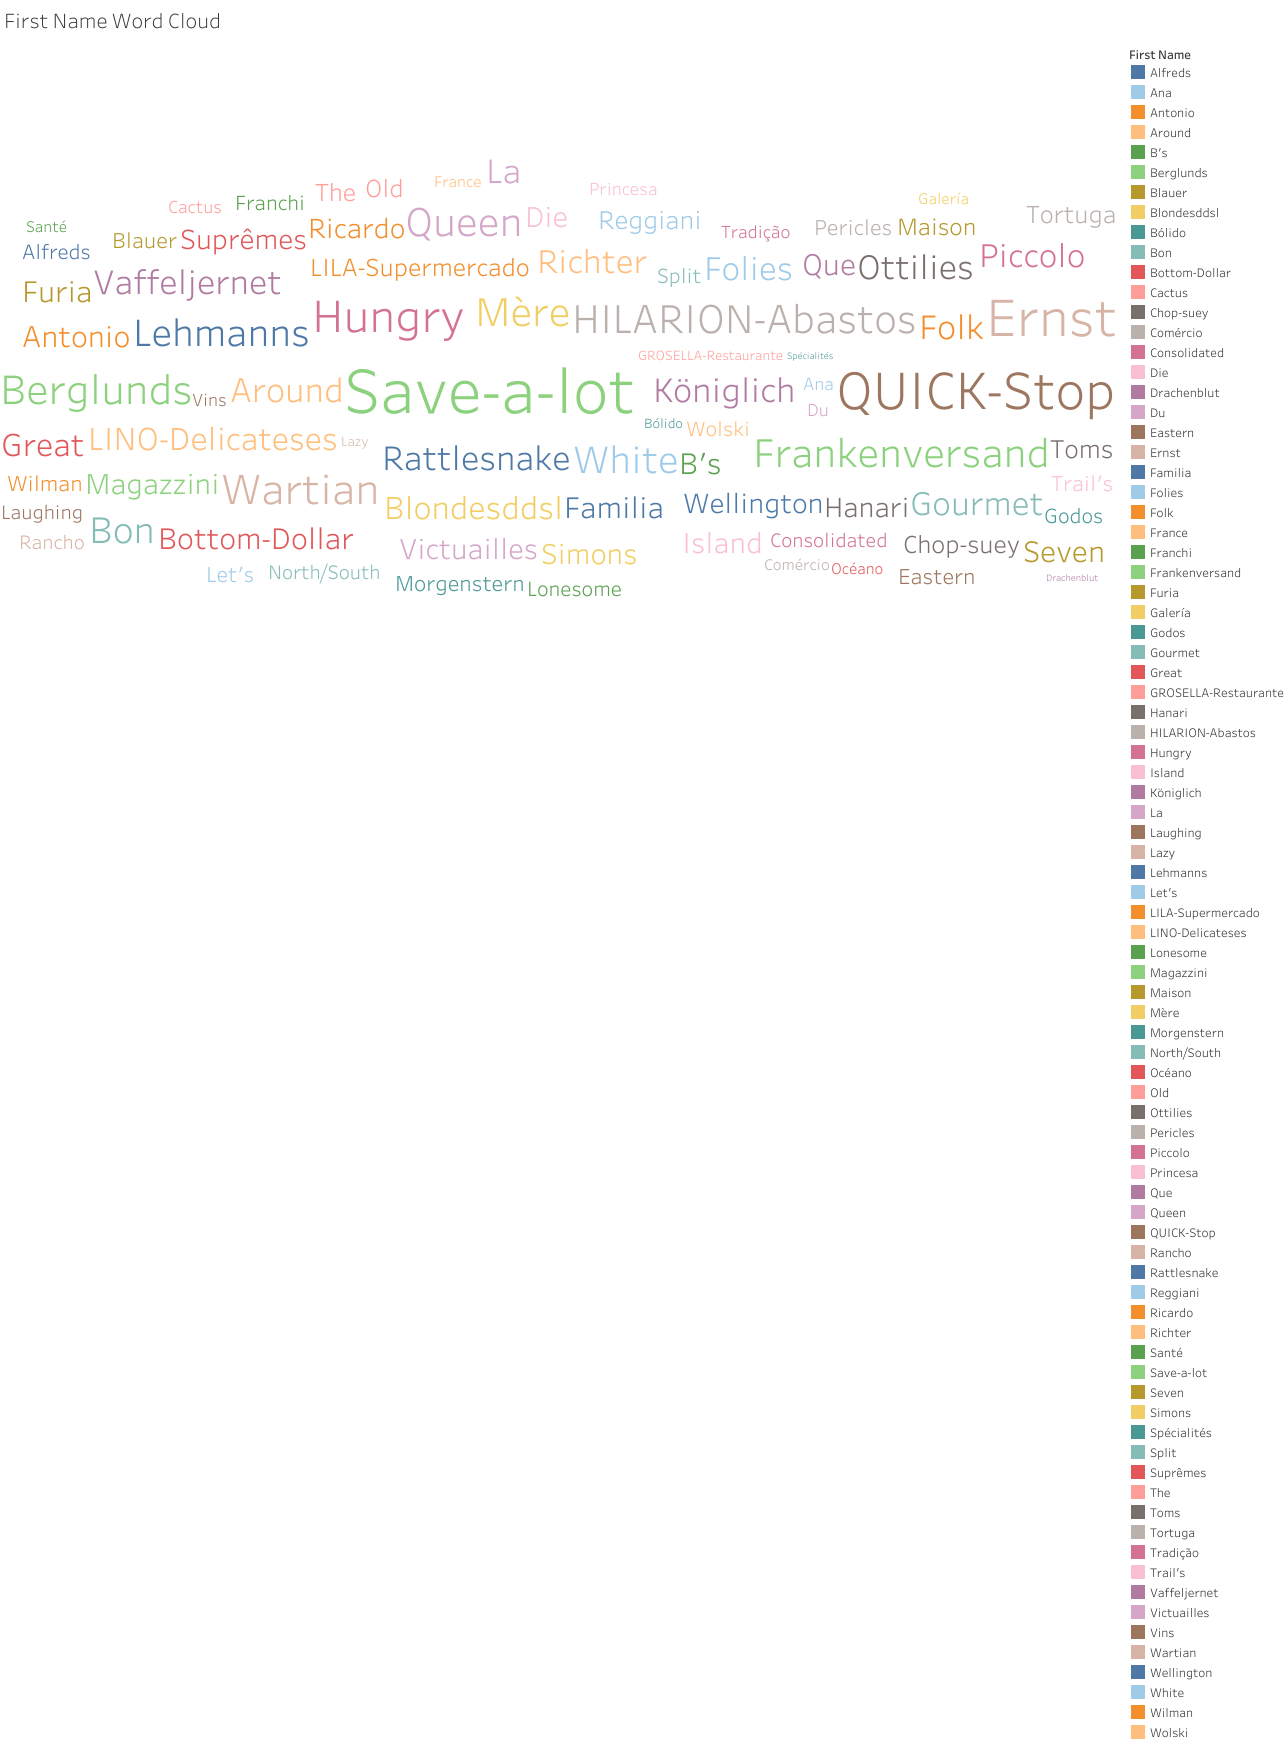 First Name Word Cloud
La
France
The Old
Princesa
Cactus Franchi
Galería
Santé
Ricardo Queen Die Reggiani
Tradição Pericles Maison Tortuga
Alfreds Blauer Suprêmes
LILA-Supermercado Richter Split Folies Que Ottilies Piccolo
Furia Vaffeljernet
Antonio Lehmanns Hungry Mère HILARION-Abastos Folk Ernst
GROSELLA-Restaurante Spécialités
Berglunds Vins Around Save-a-lot Königlich Ana QUICK-Stop
Du
Bólido Wolski
Great LINO-Delicateses Lazy
Rattlesnake White B's Frankenversand Toms
Wilman Magazzini Wartian
Trail's
Laughing
Blondesddsl Familia Wellington Hanari Gourmet Godos
Rancho Bon Bottom-Dollar
Victuailles Simons Island Consolidated Chop-suey Seven
Comércio Océano
Let's North/South Morgenstern Lonesome Eastern Drachenblut
First Name
Alfreds
Ana
Antonio
Around
B's
Berglunds
Blauer
Blondesddsl
Bólido
Bon
Bottom-Dollar
Cactus
Chop-suey
Comércio
Consolidated
Die
Drachenblut
Du
Eastern
Ernst
Familia
Folies
Folk
France
Franchi
Frankenversand
Furia
Galería
Godos
Gourmet
Great
GROSELLA-Restaurante
Hanari
HILARION-Abastos
Hungry
Island
Königlich
La
Laughing
Lazy
Lehmanns
Let's
LILA-Supermercado
LINO-Delicateses
Lonesome
Magazzini
Maison
Mère
Morgenstern
North/South
Océano
Old
Ottilies
Pericles
Piccolo
Princesa
Que
Queen
QUICK-Stop
Rancho
Rattlesnake
Reggiani
Ricardo
Richter
Santé
Save-a-lot
Seven
Simons
Spécialités
Split
Suprêmes
The
Toms
Tortuga
Tradição
Trail's
Vaffeljernet
Victuailles
Vins
Wartian
Wellington
White
Wilman
Wolski